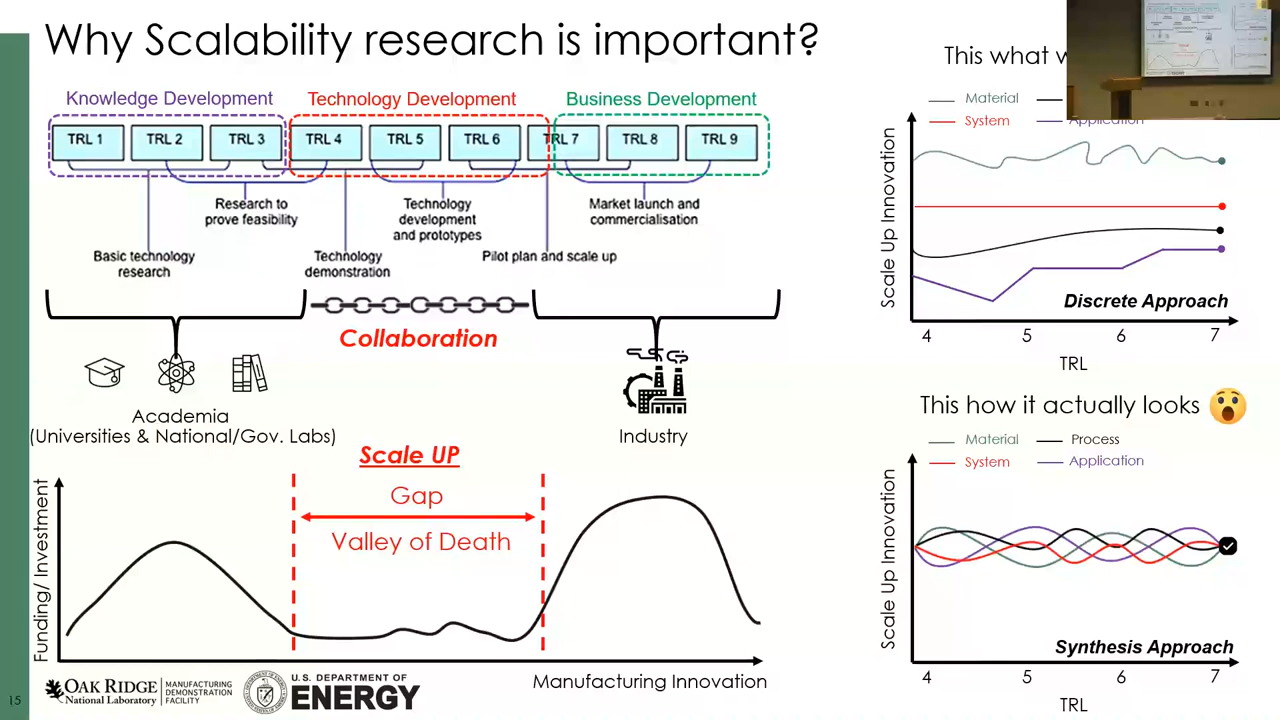 Why Scalability research is important?
Knowledge Development
Technology Development
Business Development
TRL 1
TRL 2
TRL 3
TRL 4
TRL 5
TRL 6
TRL 7
TRL 8
TRL 9
Research to
prove feasibility
Technology
development
and prototypes
Market launch and
commercialisation
Basic technology
research
Technology
demonstration
Pilot plan and scale up
Collaboration
Academia
(Universities & National/Gov. Labs)
Industry
Scale UP
Gap
Valley of Death
Funding/ Investment
Manufacturing Innovation
This what w
Material
System
Application
Scale Up Innovation
Discrete Approach
4
5
6
7
TRL
This how it actually looks
Material
Process
System
Application
Scale Up Innovation
Synthesis Approach
4
5
6
7
TRL
15
OAK RIDGE
National Laboratory
MANUFACTURING
DEMONSTRATION
FACILITY
U.S. DEPARTMENT OF
ENERGY